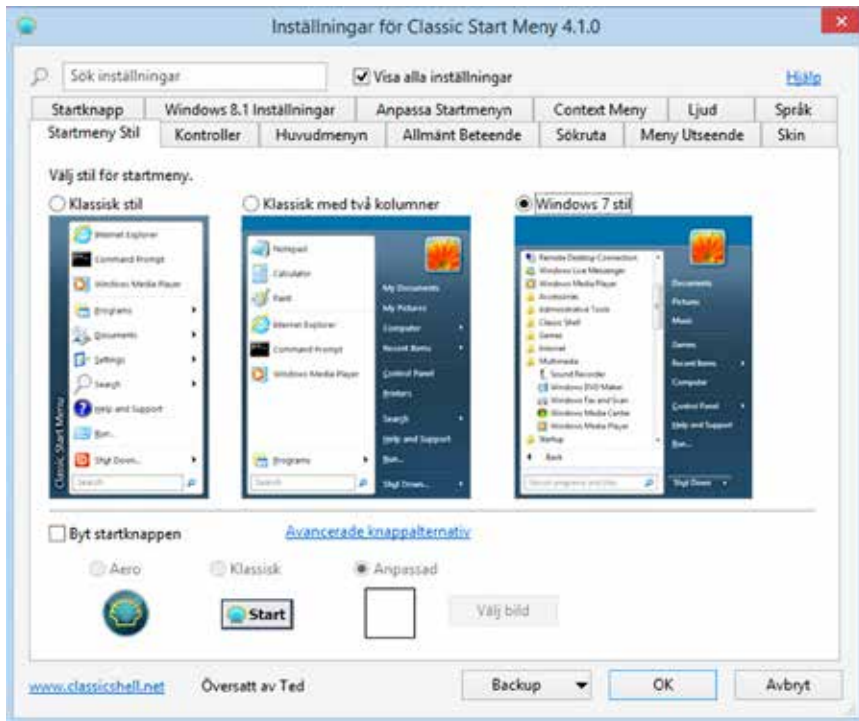 Inställningar för Classic Start Meny 4.1.0
Sök inställningar
Visa alla inställningar
Hjälp
Startknapp
Windows 8.1 Inställningar
Anpassa Startmenyn
Context Meny
Ljud
Språk
Startmeny Stil
Kontroller
Huvudmenyn
Allmänt Beteende
Sökruta
Meny Utseende
Skin
Välj stil för startmeny.
Klassisk stil
Klassisk med två kolumner
Windows 7 stil
Internet Explorer
Command Prompt
Windows Media Player
Programs
Documents
Settings
Search
Help and Support
Run...
Shut Down...
Search
Classic Start Menu
Notepad
Calculator
Paint
Internet Explorer
Command Prompt
Windows Media Player
Programs
Search
My Documents
My Pictures
Computer
Recent Items
Control Panel
Printers
Search
Help and Support
Run...
Shut Down...
Remote Desktop Connection
Windows Live Messenger
Windows Media Player
Accessories
Administrative Tools
Classic Shell
Games
Internet
Multimedia
Sound Recorder
Windows DVD Maker
Windows Fax and Scan
Windows Media Center
Windows Media Player
Startup
Back
Search programs and files
Documents
Pictures
Music
Games
Recent Items
Computer
Control Panel
Help and Support
Run...
Shut Down
Byt startknappen
Avancerade knappalternativ
Aero
Klassisk
Anpassad
Start
Välj bild
www.classicshell.net
Översatt av Ted
Backup
OK
Avbryt